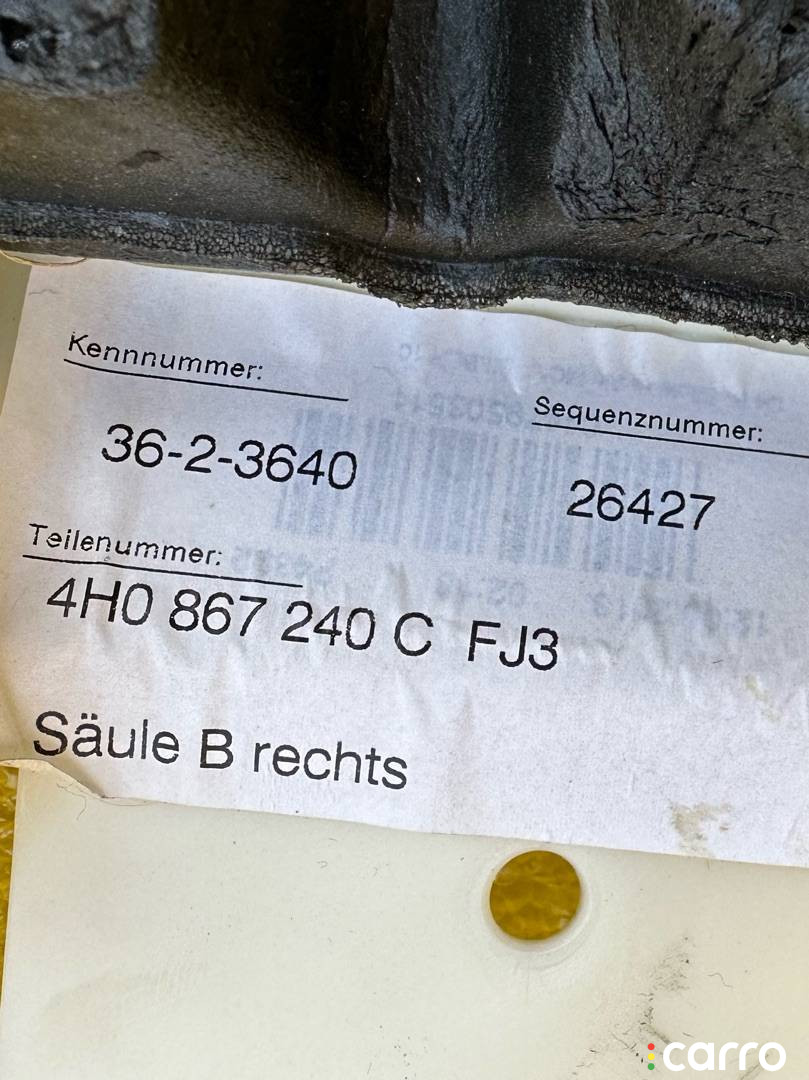 Kennnummer:
Sequenznummer:
36-2-3640
26427
Teilenummer:
4H0 867 240 C FJ3
Säule B rechts
carro